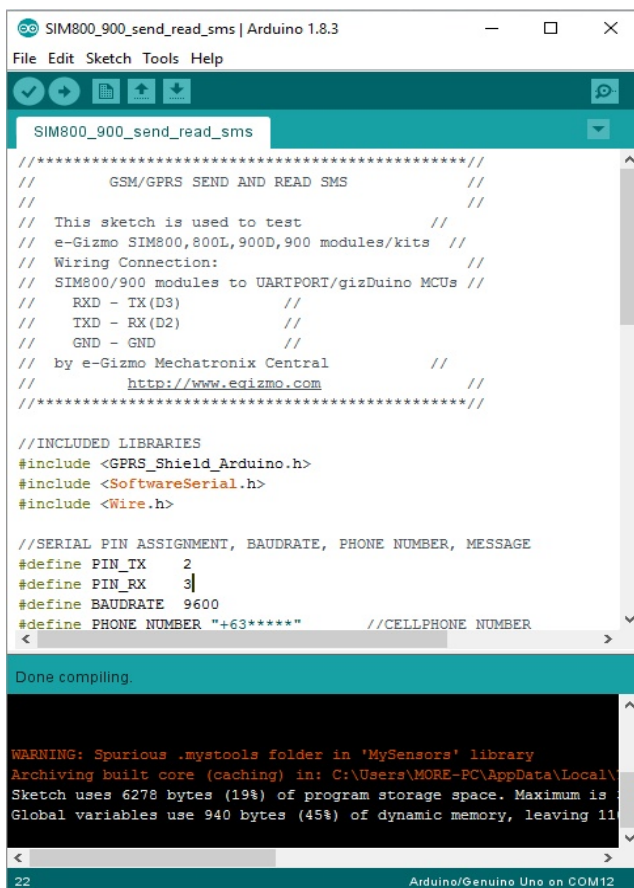 SIM800_900_send_read_sms | Arduino 1.8.3
File Edit Sketch Tools Help
SIM800_900_send_read_sms
//***********************************************//
// GSM/GPRS SEND AND READ SMS //
// //
// This sketch is used to test //
// e-Gizmo SIM800,800L,900D,900 modules/kits //
// Wiring Connection: //
// SIM800/900 modules to UARTPORT/gizDuino MCUs //
// RXD - TX(D3) //
// TXD - RX(D2) //
// GND - GND //
// by e-Gizmo Mechatronix Central //
// http://www.egizmo.com //
//***********************************************//
//INCLUDED LIBRARIES
#include <GPRS_Shield_Arduino.h>
#include <SoftwareSerial.h>
#include <Wire.h>
//SERIAL PIN ASSIGNMENT, BAUDRATE, PHONE NUMBER, MESSAGE
#define PIN_TX 2
#define PIN_RX 3
#define BAUDRATE 9600
#define PHONE_NUMBER "+63*****" //CELLPHONE NUMBER
Done compiling.
WARNING: Spurious .mystools folder in 'MySensors' library
Archiving built core (caching) in: C:\Users\MORE-PC\AppData\Local\
Sketch uses 6278 bytes (19%) of program storage space. Maximum is
Global variables use 940 bytes (45%) of dynamic memory, leaving 11
22
Arduino/Genuino Uno on COM12